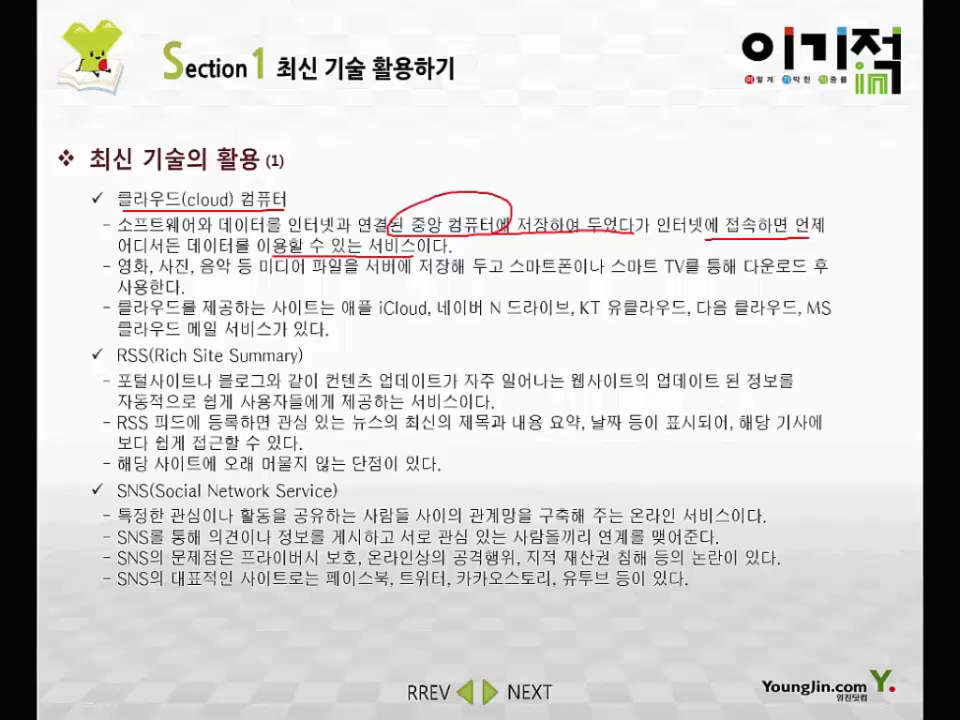 Section 1 최신 기술 활용하기
이기적in
이렇게 기막힌 적중률
❖ 최신 기술의 활용 (1)
✓ 클라우드(cloud) 컴퓨터
- 소프트웨어와 데이터를 인터넷과 연결된 중앙 컴퓨터에 저장하여 두었다가 인터넷에 접속하면 언제
어디서든 데이터를 이용할 수 있는 서비스이다.
- 영화, 사진, 음악 등 미디어 파일을 서버에 저장해 두고 스마트폰이나 스마트 TV를 통해 다운로드 후
사용한다.
- 클라우드를 제공하는 사이트는 애플 iCloud, 네이버 N 드라이브, KT 유클라우드, 다음 클라우드, MS
클라우드 메일 서비스가 있다.
✓ RSS(Rich Site Summary)
- 포털사이트나 블로그와 같이 컨텐츠 업데이트가 자주 일어나는 웹사이트의 업데이트 된 정보를
자동적으로 쉽게 사용자들에게 제공하는 서비스이다.
- RSS 피드에 등록하면 관심 있는 뉴스의 최신의 제목과 내용 요약, 날짜 등이 표시되어, 해당 기사에
보다 쉽게 접근할 수 있다.
- 해당 사이트에 오래 머물지 않는 단점이 있다.
✓ SNS(Social Network Service)
- 특정한 관심이나 활동을 공유하는 사람들 사이의 관계망을 구축해 주는 온라인 서비스이다.
- SNS를 통해 의견이나 정보를 게시하고 서로 관심 있는 사람들끼리 연계를 맺어준다.
- SNS의 문제점은 프라이버시 보호, 온라인상의 공격행위, 지적 재산권 침해 등의 논란이 있다.
- SNS의 대표적인 사이트로는 페이스북, 트위터, 카카오스토리, 유투브 등이 있다.
RREV NEXT
YoungJin.com Y.
영진닷컴